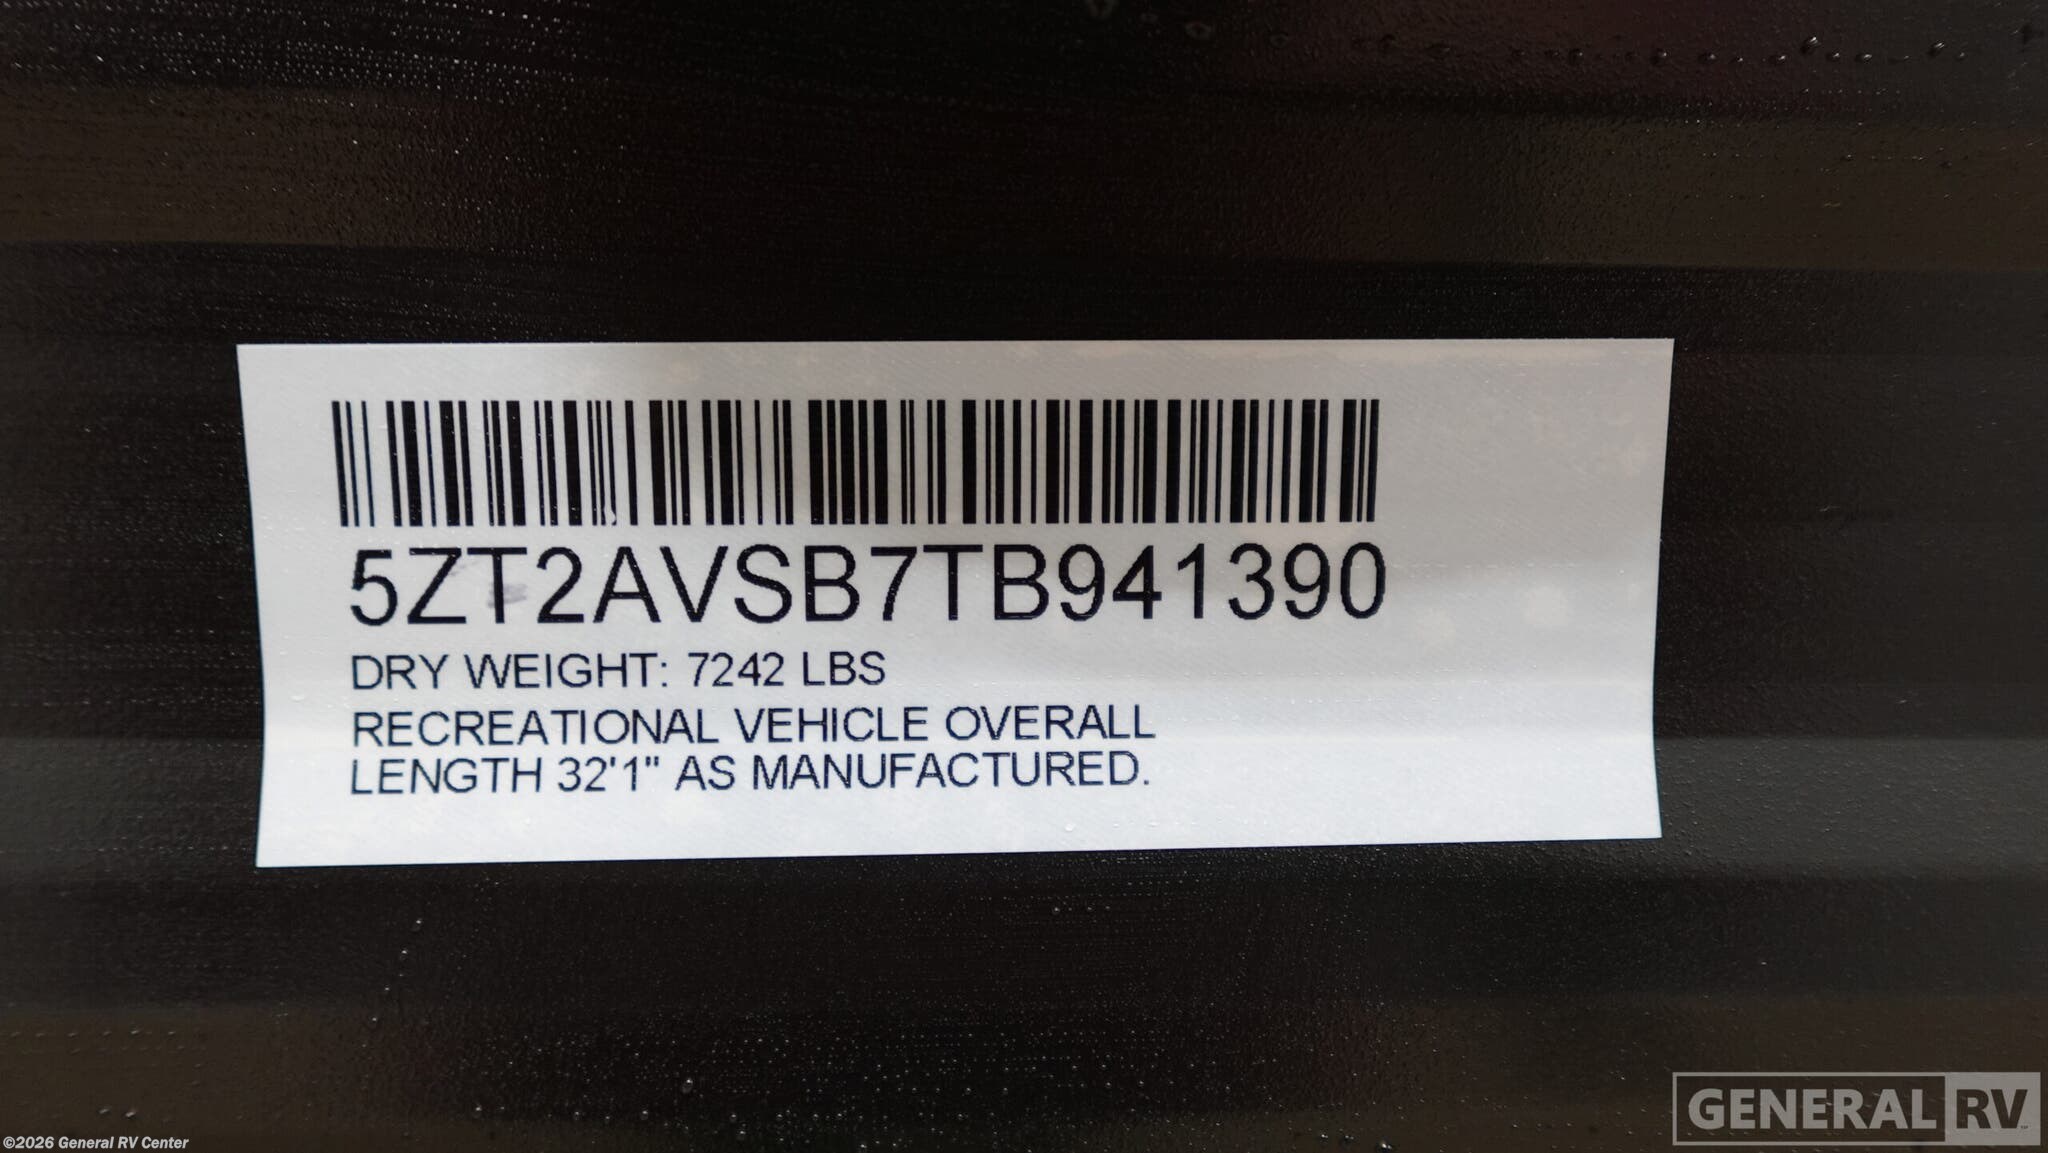 5ZT2AVSB7TB941390
DRY WEIGHT: 7242 LBS
RECREATIONAL VEHICLE OVERALL
LENGTH 32'1" AS MANUFACTURED.
GENERAL RV
©2026 General RV Center